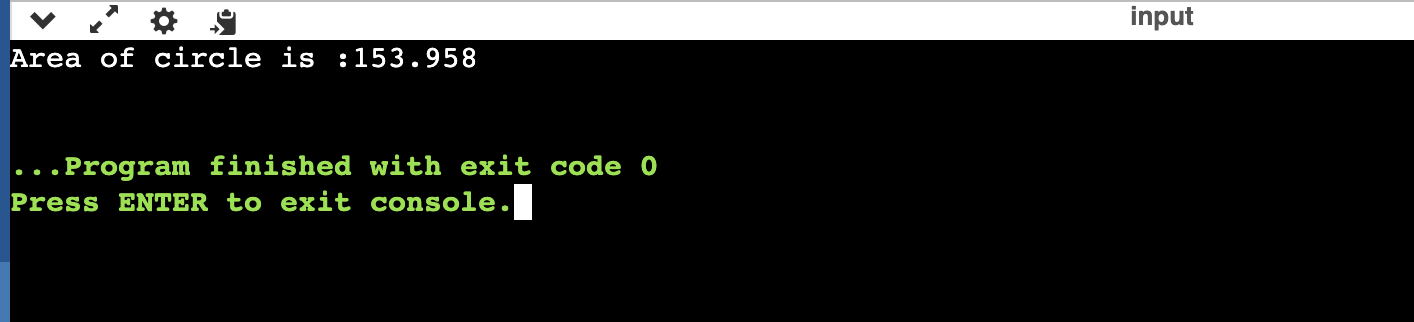 input
Area of circle is :153.958
...Program finished with exit code 0
Press ENTER to exit console.